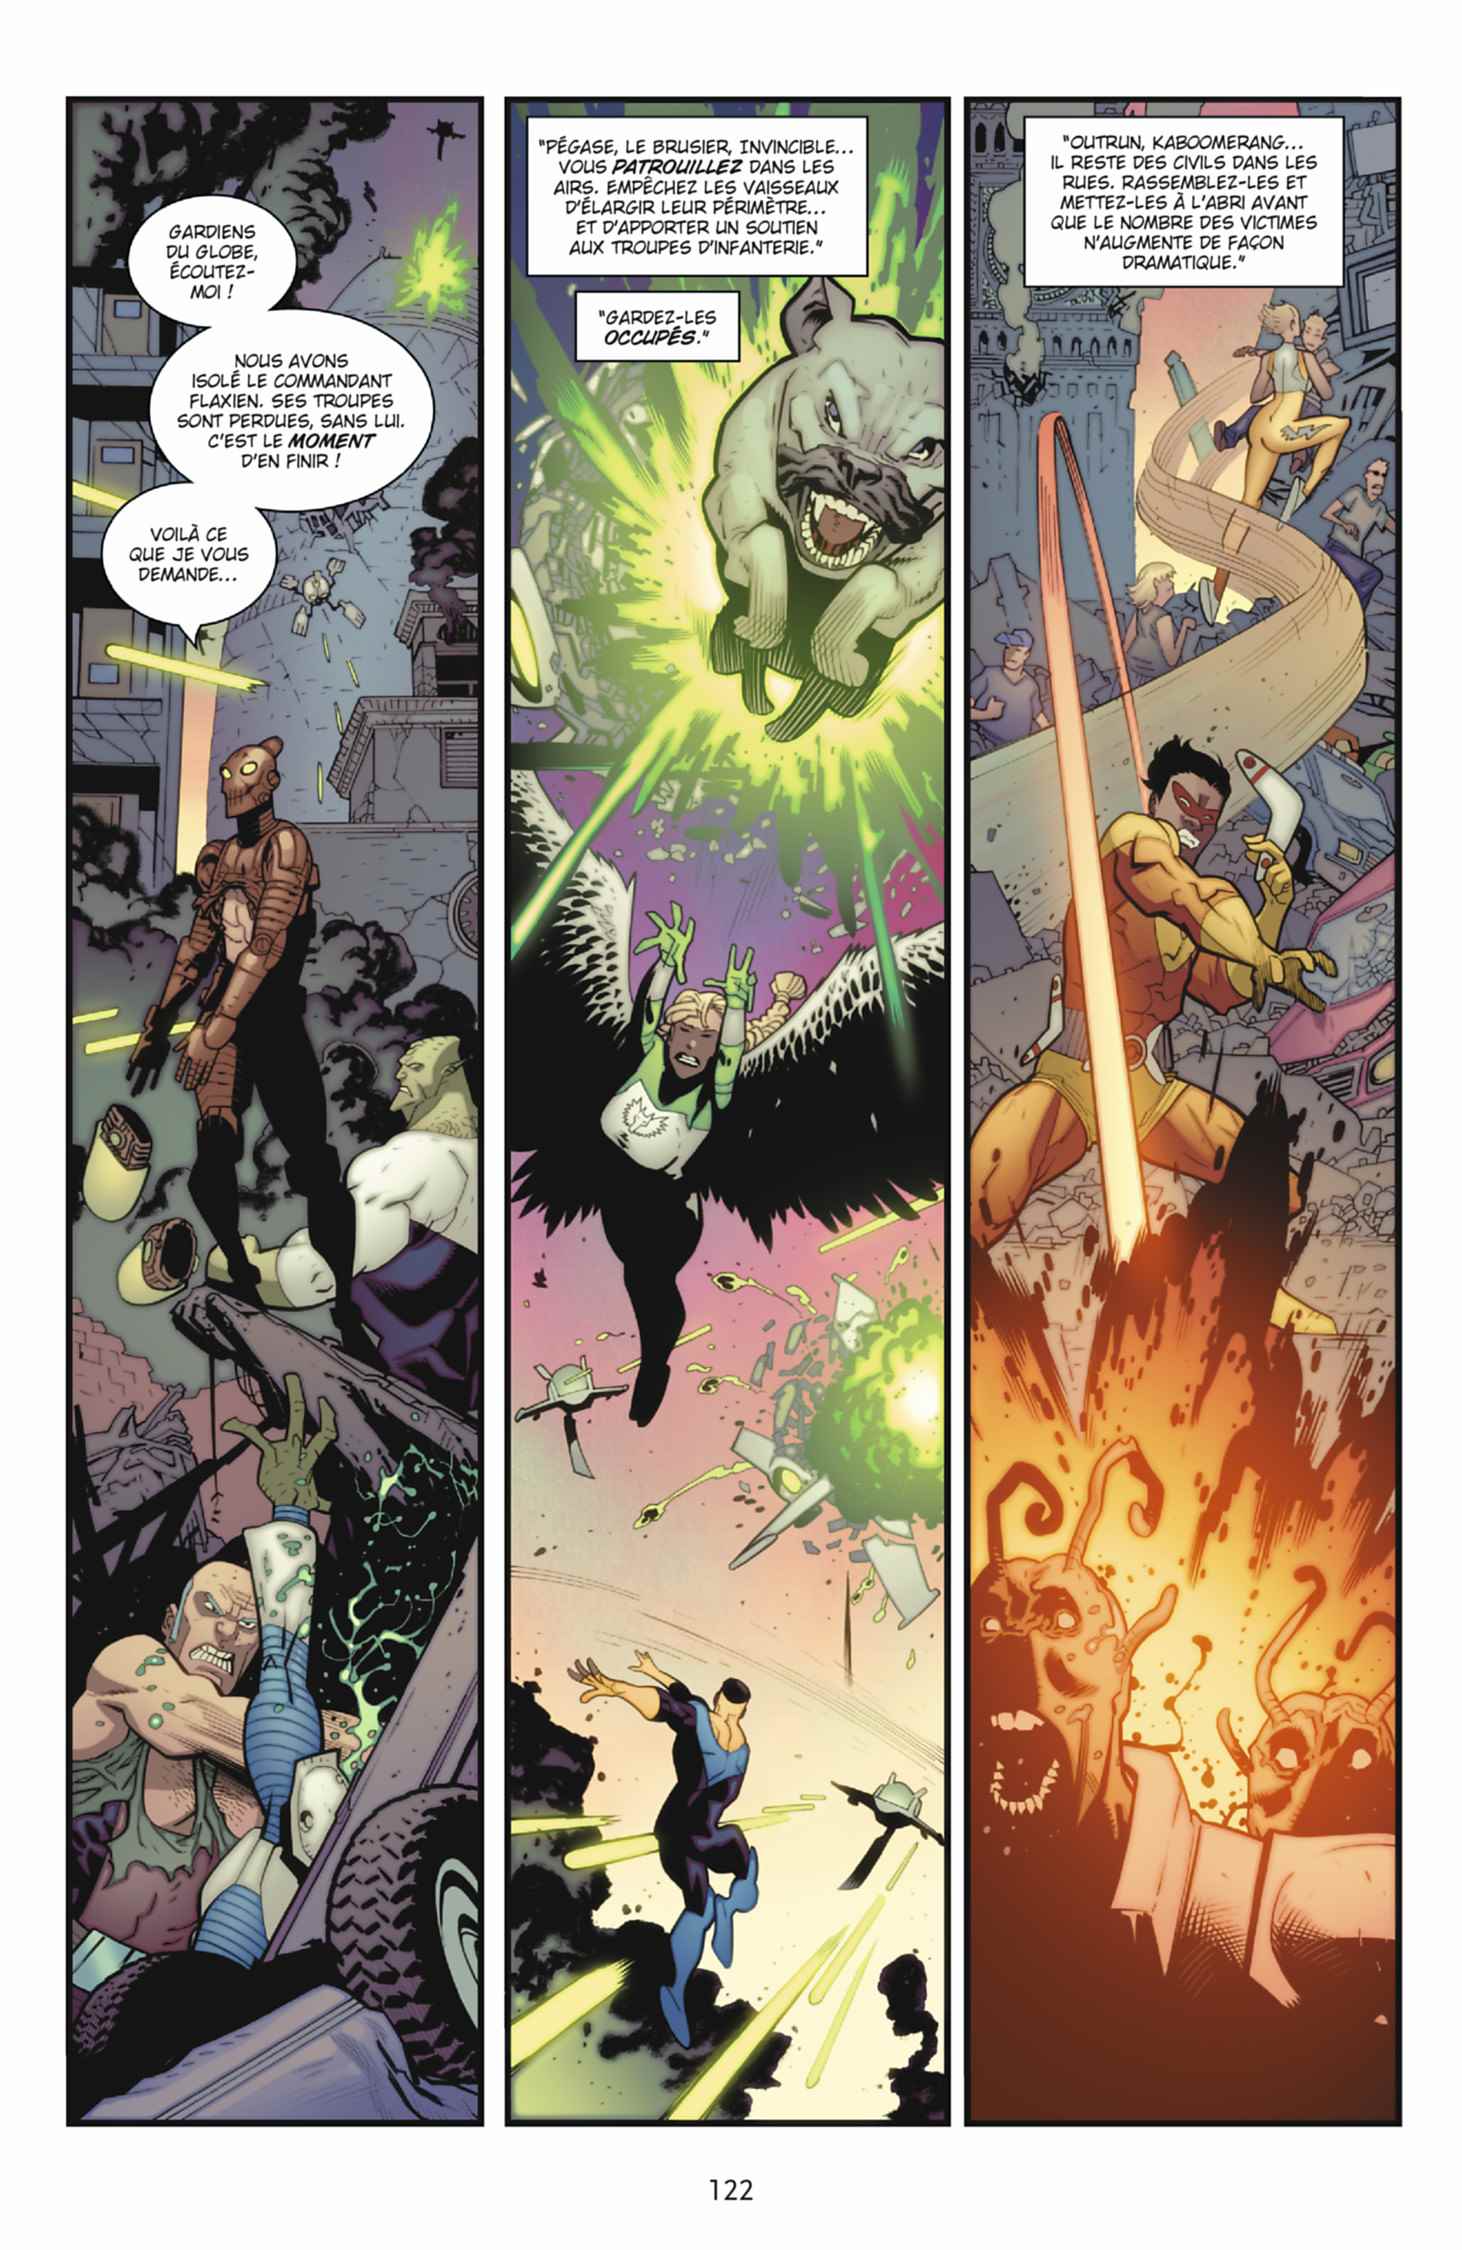 GARDIENS
DU GLOBE,
ÉCOUTEZ-
MOI !
NOUS AVONS
ISOLÉ LE COMMANDANT
FLAXIEN. SES TROUPES
SONT PERDUES, SANS LUI.
C'EST LE MOMENT
D'EN FINIR !
VOILÀ CE
QUE JE VOUS
DEMANDE...
"PÉGASE, LE BRUSIER, INVINCIBLE...
VOUS PATROUILLEZ DANS LES
AIRS. EMPÊCHEZ LES VAISSEAUX
D'ÉLARGIR LEUR PÉRIMÈTRE...
ET D'APPORTER UN SOUTIEN
AUX TROUPES D'INFANTERIE."
"GARDEZ-LES
OCCUPÉS."
"OUTRUN, KABOOMERANG...
IL RESTE DES CIVILS DANS LES
RUES. RASSEMBLEZ-LES ET
METTEZ-LES À L'ABRI AVANT
QUE LE NOMBRE DES VICTIMES
N'AUGMENTE DE FAÇON
DRAMATIQUE."
122